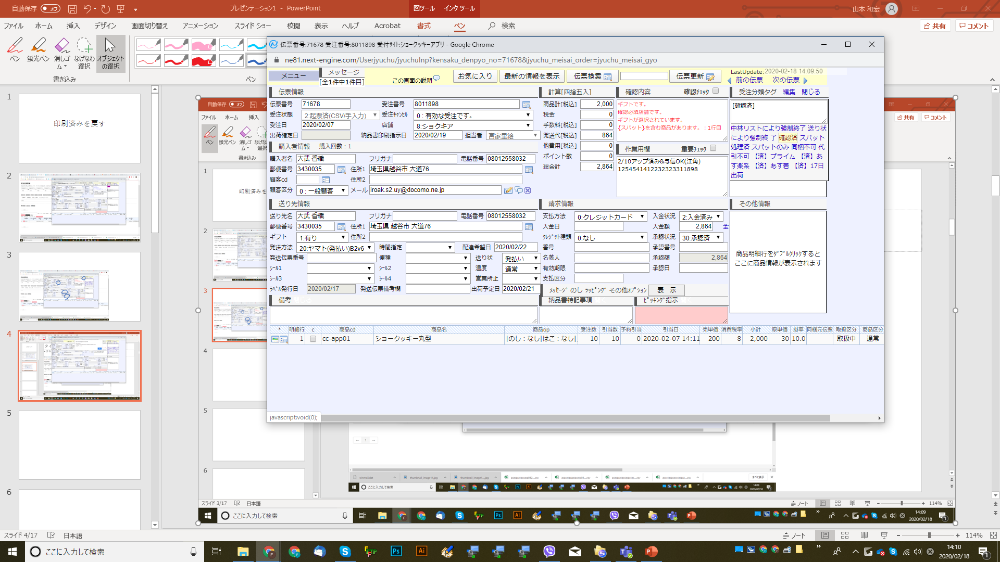 自動保存 オフ
プレゼンテーション1 - PowerPoint
図ツール インク ツール
山本 和宏
ファイル ホーム 挿入 デザイン 画面切り替え アニメーション スライド ショー 校閲 表示 ヘルプ Acrobat 書式 ペン 検索
共有 コメント
ペン 蛍光ペン 消しゴム なげなわ選択 オブジェクトの選択
書き込み
ペン
伝票番号:71678 受注番号:8011898 受付サイト:ショークッキーアプリ - Google Chrome
ne81.next-engine.com/Userjyuchu/jyuchuInp?kensaku_denpyo_no=71678&jyuchu_meisai_order=jyuchu_meisai_gyo
メニュー メッセージ
[全1件中1件目]
この画面の説明 お気に入り 最新の情報を表示 伝票検索 伝票更新
LastUpdate:2020-02-18 14:09:50
前の伝票 次の伝票
伝票情報
伝票番号 71678 受注番号 8011898
受注状態 2:起票済(CSV/手入力) 受注ｷｬﾝｾﾙ 0 : 有効な受注です。
受注日 2020/02/07 店舗 8:ショクキア
出荷確定日 納品書印刷指示日 2020/02/19 担当者 宮家里絵
購入者情報 購入回数 : 1
購入者名 大武 香織 フリガナ 電話番号 08012558032
郵便番号 3430035 住所1 埼玉県越谷市 大道76
顧客cd 住所2
顧客区分 0 : 一般顧客 メール iroak.s2.uy@docomo.ne.jp
計算[四捨五入]
商品計[税込] 2,000
税金 0
手数料[税込] 0
発送代[税込] 864
他費用[税込] 0
ポイント数 0
総合計 2,864
確認内容 確認ﾁｪｯｸ
ギフトです。
確認必須店舗です。
ギフトが選択されています。
{スパット}を含む商品があります。 : 1行目
作業用欄 重要ﾁｪｯｸ
2/10アップ済み&与信OK(江角)
1254541412232323311898
受注分類タグ 編集 閉じる
[確認済]
中林リストにより強制終了 送り状
により強制終 了 確認済 スパット
処理済 スパットのみ 同梱不可 代
引不可 【済】プライム 【済】あ
す楽系 【済】あす着 【済】17日
出荷
送り先情報
送り先名 大武 香織 フリガナ 電話番号 08012558032
郵便番号 3430035 住所1 埼玉県 越谷市 大道76
ギフト 1:有り 住所2
発送方法 20:ヤマト(発払い)B2v6 時間指定 配達希望日 2020/02/22
発送伝票番号 便種 送り状 発払い
ｼｰﾙ1 ｼｰﾙ2 温度 通常
ｼｰﾙ3 ｼｰﾙ4 営業所止
ﾗﾍﾞﾙ発行日 2020/02/17 発送伝票備考欄 出荷予定日 2020/02/21
請求情報
支払方法 0:クレジットカード 入金状況 2:入金済み
入金日 入金額 2,864 全
ｸﾚｼﾞｯﾄ種類 0:なし 承認状況 30:承認済
番号 承認番号
名義人 承認額 2,864
有効期限 承認日
支払区分
ﾒｯｾｰｼﾞ のし ﾗｯﾋﾟﾝｸﾞ その他ｵﾌﾟｼｮﾝ 表 示
その他情報
商品明細行をﾀﾞﾌﾞﾙｸﾘｯｸすると
ここに商品情報が表示されます
備考 納品書特記事項 ﾋﾟｯｷﾝｸﾞ指示
* 明細行 c 商品cd 商品名 商品op 受注数 引当数 予約引当 引当日 売単価 消費税率 小計 原単価 掛率 同梱元伝票 取扱区分 商品区分
1 cc-app01 ショークッキー丸型 |のし : なし|はこ : なし|. 10 10 0 2020-02-07 14:11 200 8 2,000 30 10.0 取扱中 通常
javascript:void(0);
1 印刷済みを戻す
2
3
4
5
6
自動保存 オフ
ファイル ホーム 挿入
共有 コメント
ペン 蛍光ペン 消しゴム
書き込み
1
2
3
4
5
6
すべて表示
ここに入力して検索
14:09
2020/02/18
スライド 3/17 日本語 ノート 114%
ここに入力して検索
14:09
2020/02/18
スライド 4/17 日本語 ノート 114%
ここに入力して検索
14:10
2020/02/18